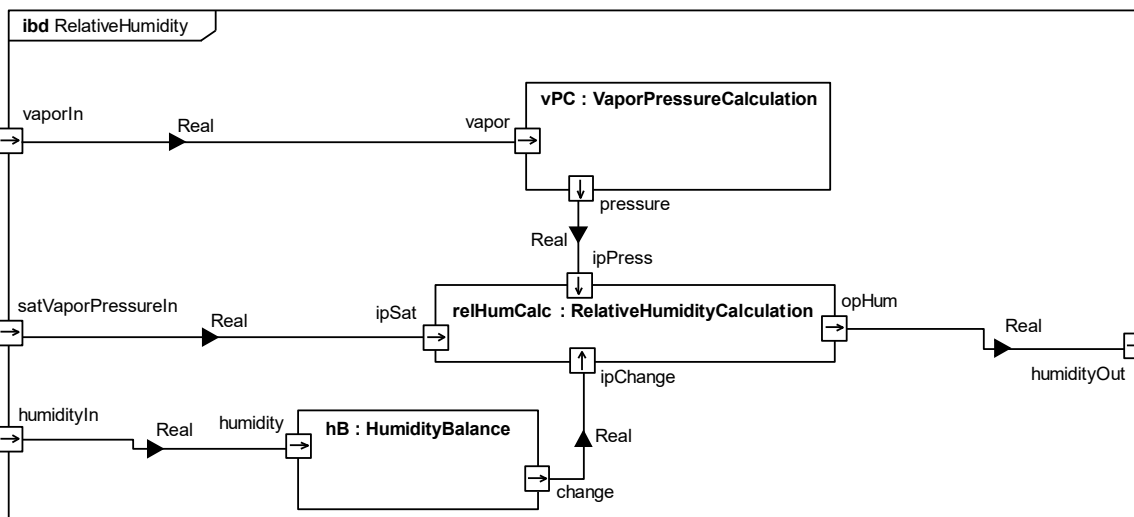 ibd RelativeHumidity
vPC : VaporPressureCalculation
vaporIn
Real
vapor
pressure
Real
ipPress
satVaporPressureIn
Real
ipSat
relHumCalc : RelativeHumidityCalculation
opHum
Real
humidityOut
ipChange
humidityIn
Real
humidity
hB : HumidityBalance
Real
change